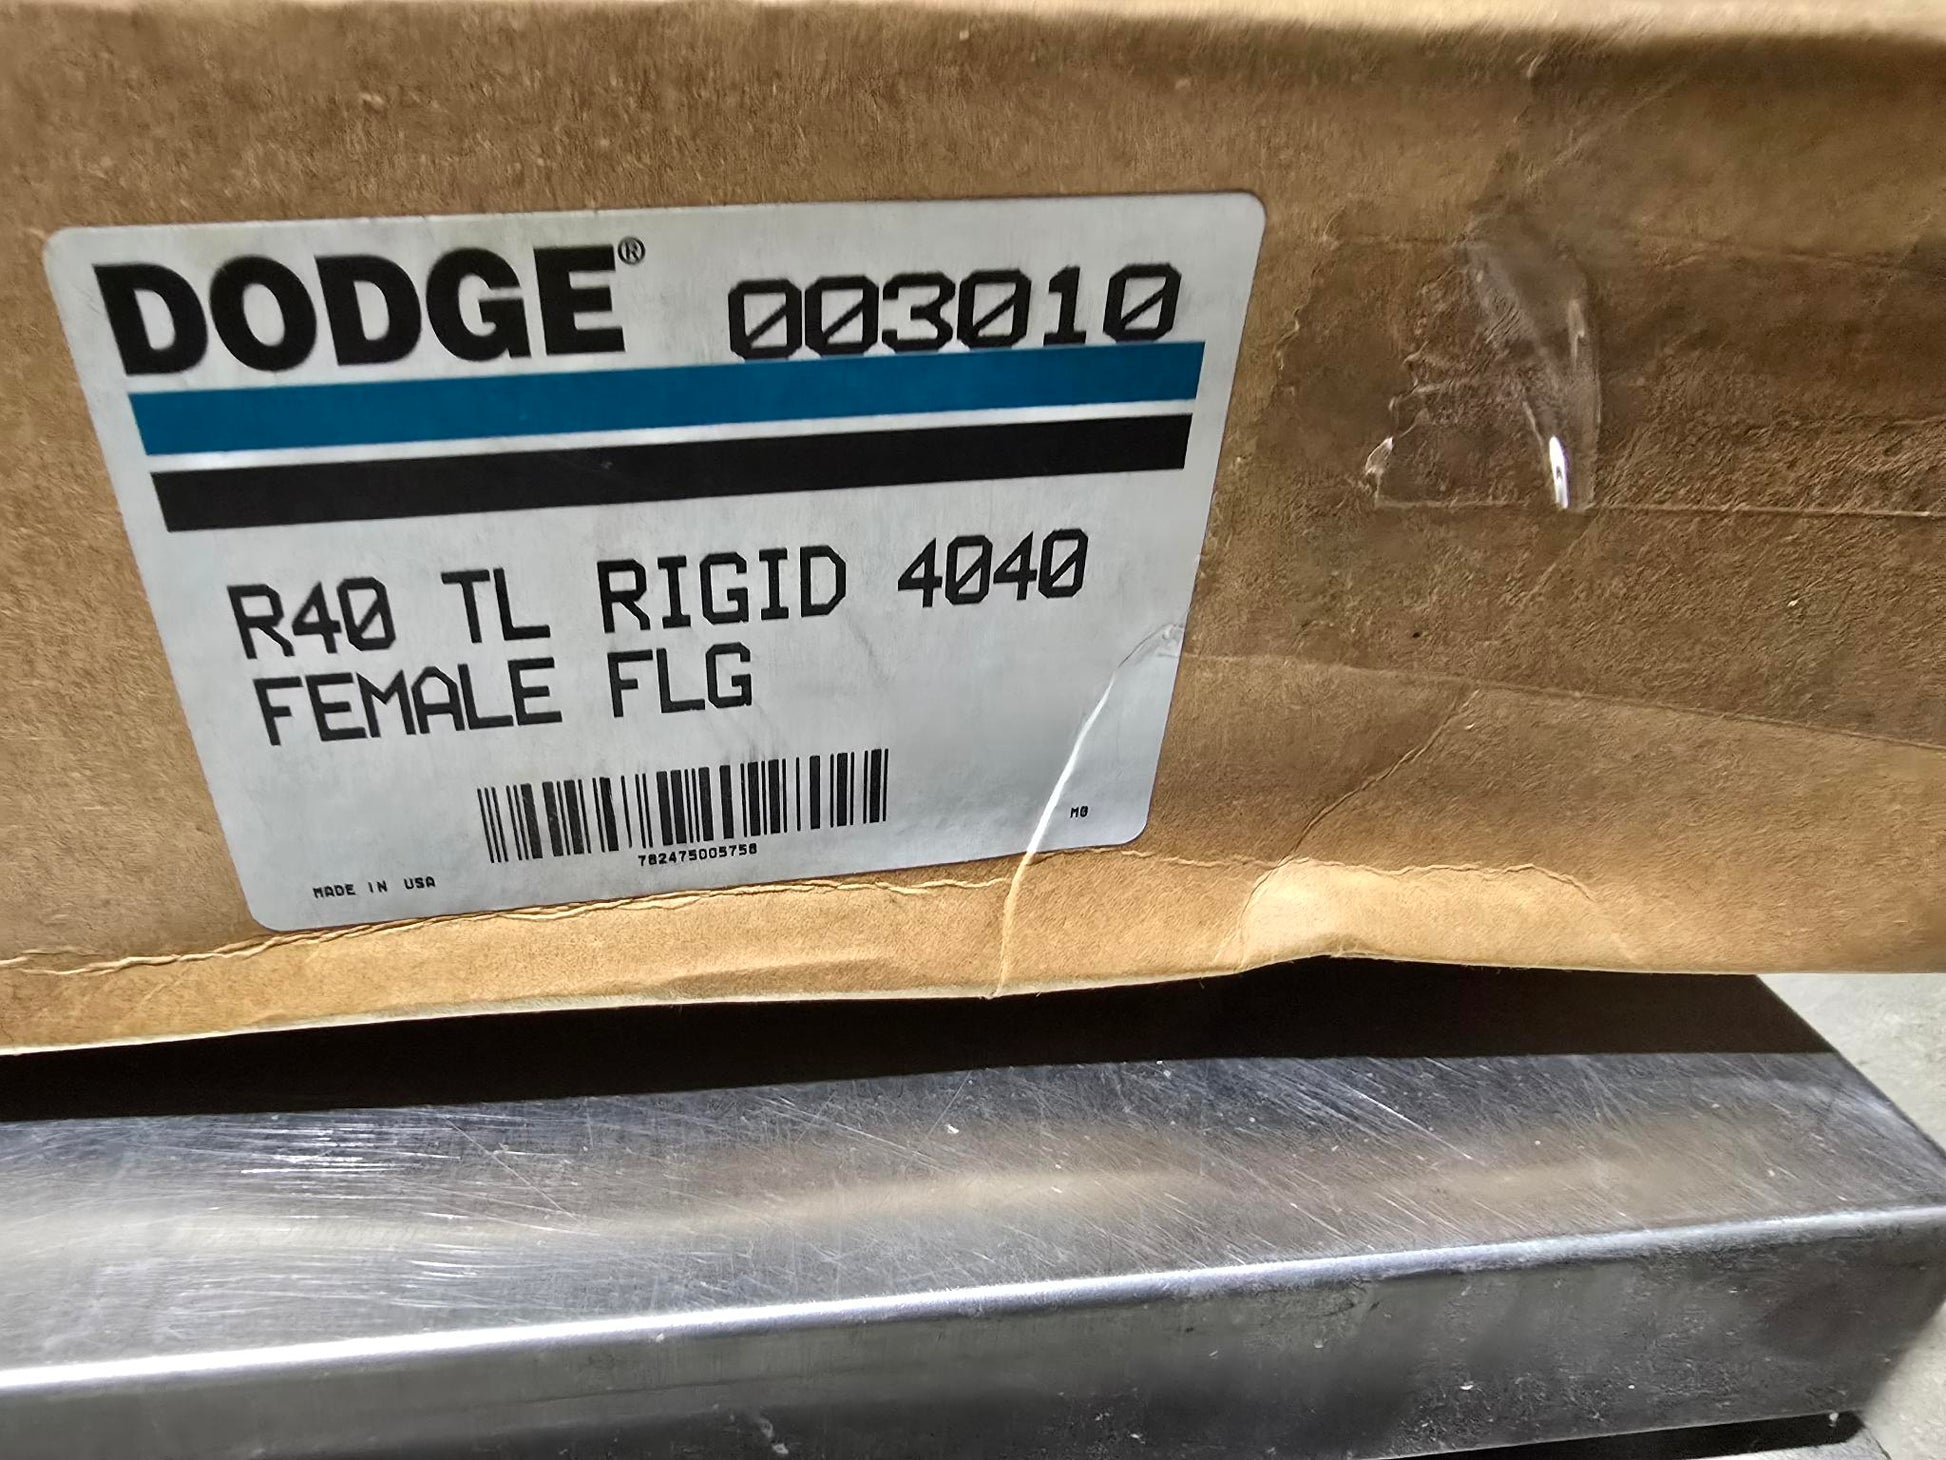 DODGE® 003010
R40 TL RIGID 4040
FEMALE FLG
782475005758
MADE IN USA
M0